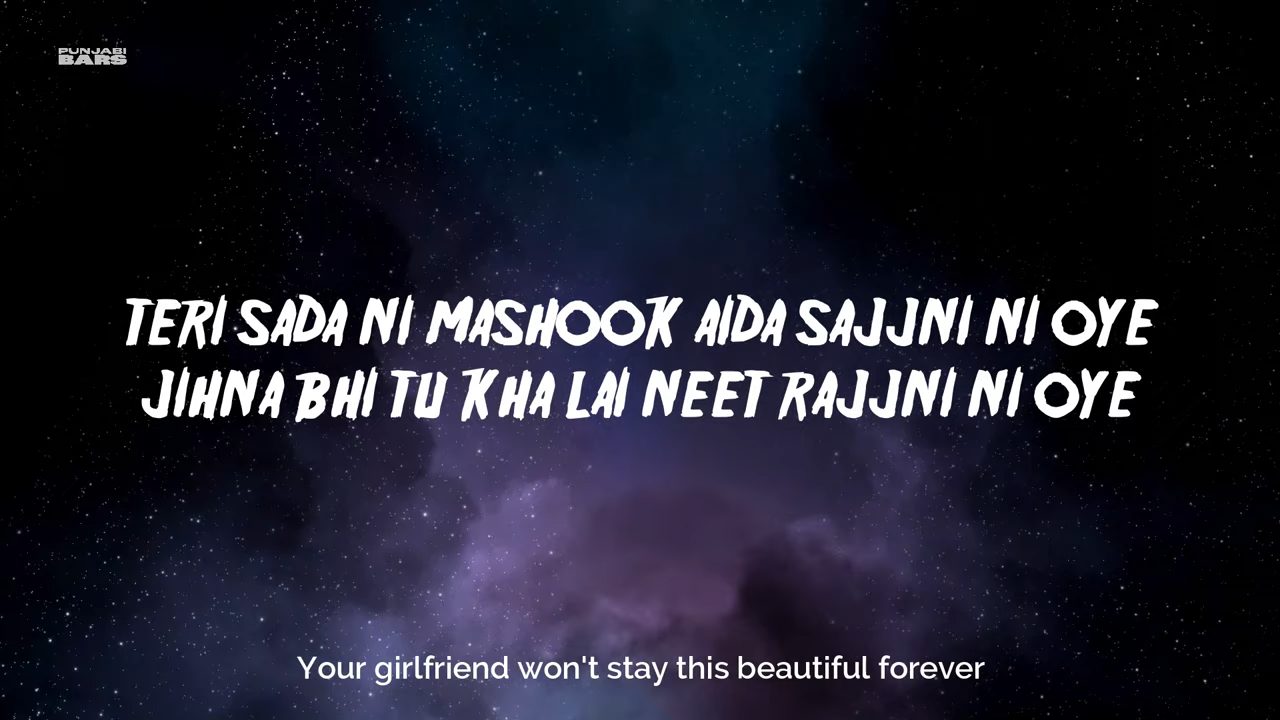 PUNJABI
BARS
TERI SADA NI MASHOOK AIDA SAJJNI NI OYE
JIHNA BHI TU KHA LAI NEET RAJJNI NI OYE
Your girlfriend won't stay this beautiful forever